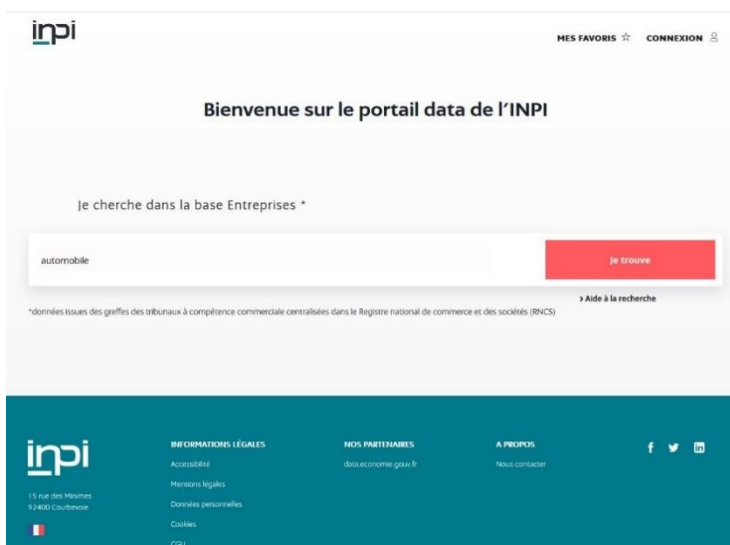 inpi
MES FAVORIS ☆ CONNEXION
Bienvenue sur le portail data de l'INPI
Je cherche dans la base Entreprises *
automobile
Je trouve
› Aide à la recherche
*données issues des greffes des tribunaux à compétence commerciale centralisées dans le Registre national de commerce et des sociétés (RNCS)
inpi
15 rue des Minimes
92400 Courbevoie
INFORMATIONS LÉGALES
Accessibilité
Mentions légales
Données personnelles
Cookies
CGU
NOS PARTENAIRES
data.economie.gouv.fr
A PROPOS
Nous contacter